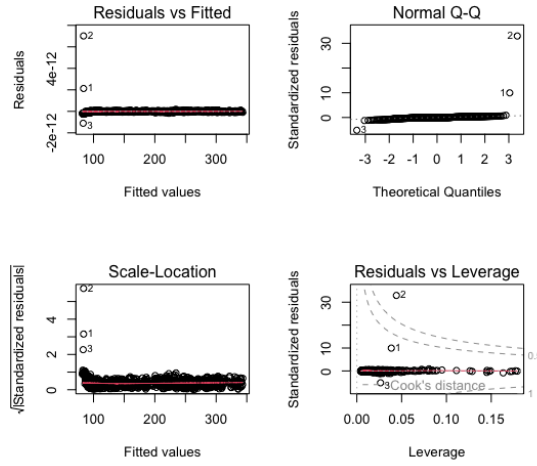 Residuals vs Fitted
Residuals
-2e-12 4e-12
2
1
3
100 200 300
Fitted values
Normal Q-Q
Standardized residuals
0 10 30
2
1
3
-3 -2 -1 0 1 2 3
Theoretical Quantiles
Scale-Location
√|Standardized residuals|
0 2 4
2
1
3
100 200 300
Fitted values
Residuals vs Leverage
Standardized residuals
0 10 30
2
1
3
Cook's distance
1
0.00 0.05 0.10 0.15
Leverage